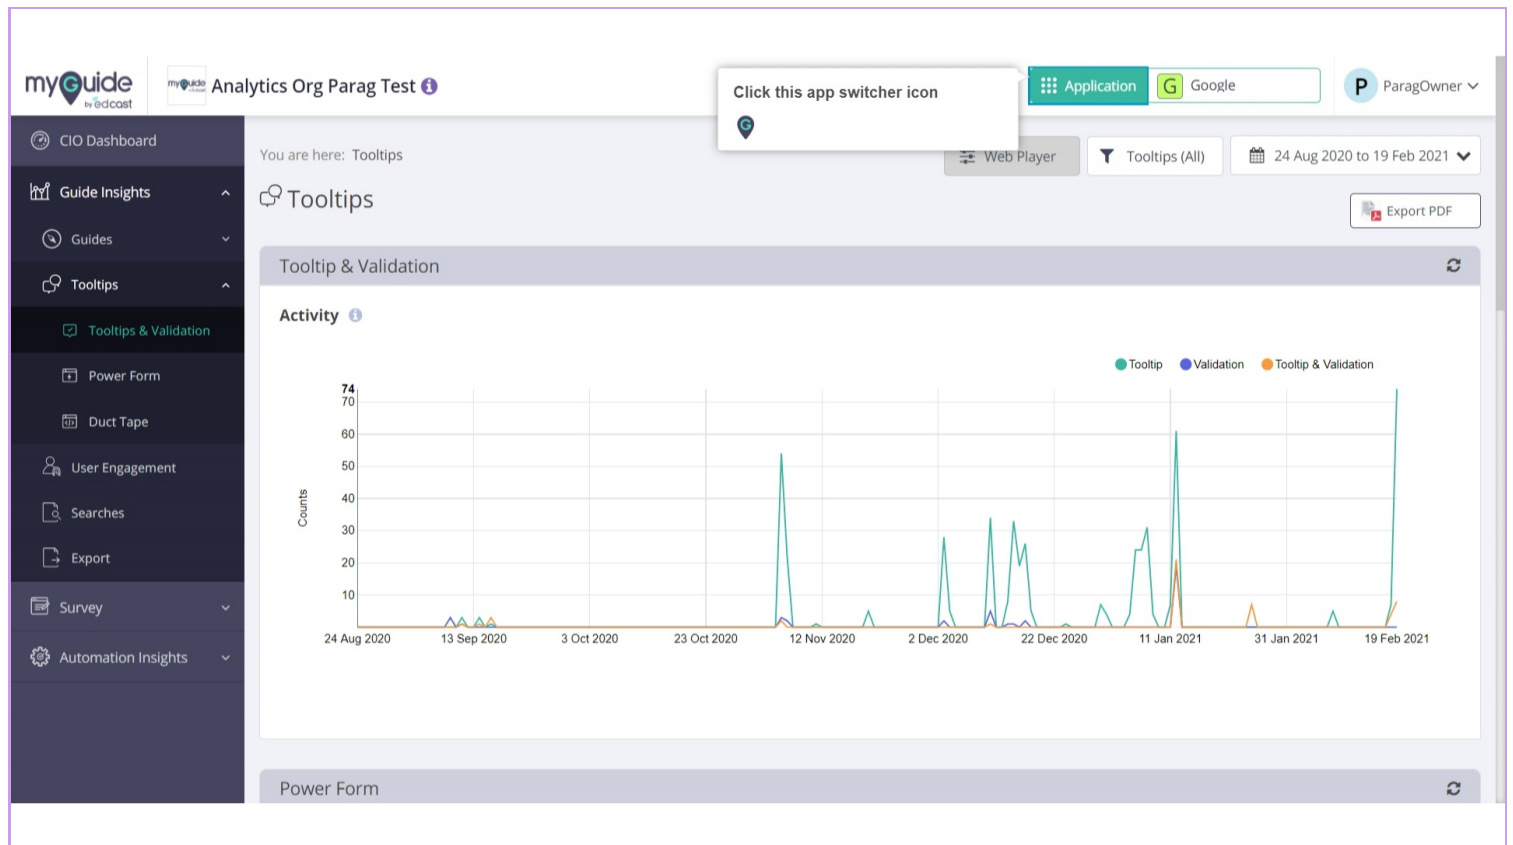 myGuide
by edcast
myGuide
Analytics Org Parag Test
Click this app switcher icon
Application
G Google
P ParagOwner
CIO Dashboard
Guide Insights
Guides
Tooltips
Tooltips & Validation
Power Form
Duct Tape
User Engagement
Searches
Export
Survey
Automation Insights
You are here: Tooltips
Web Player
Tooltips (All)
24 Aug 2020 to 19 Feb 2021
Tooltips
Export PDF
Tooltip & Validation
Activity
Tooltip Validation Tooltip & Validation
74
70
60
50
40
30
20
10
Counts
24 Aug 2020 13 Sep 2020 3 Oct 2020 23 Oct 2020 12 Nov 2020 2 Dec 2020 22 Dec 2020 11 Jan 2021 31 Jan 2021 19 Feb 2021
Power Form